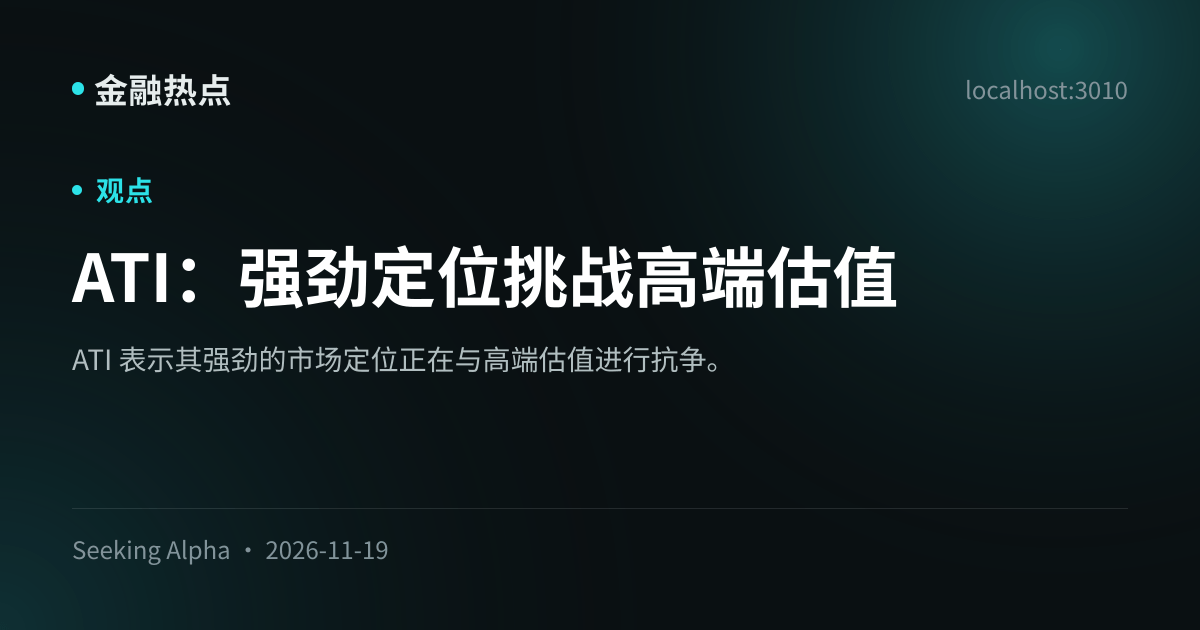 金融热点
localhost:3010
观点
ATI：强劲定位挑战高端估值
ATI 表示其强劲的市场定位正在与高端估值进行抗争。
Seeking Alpha · 2026-11-19